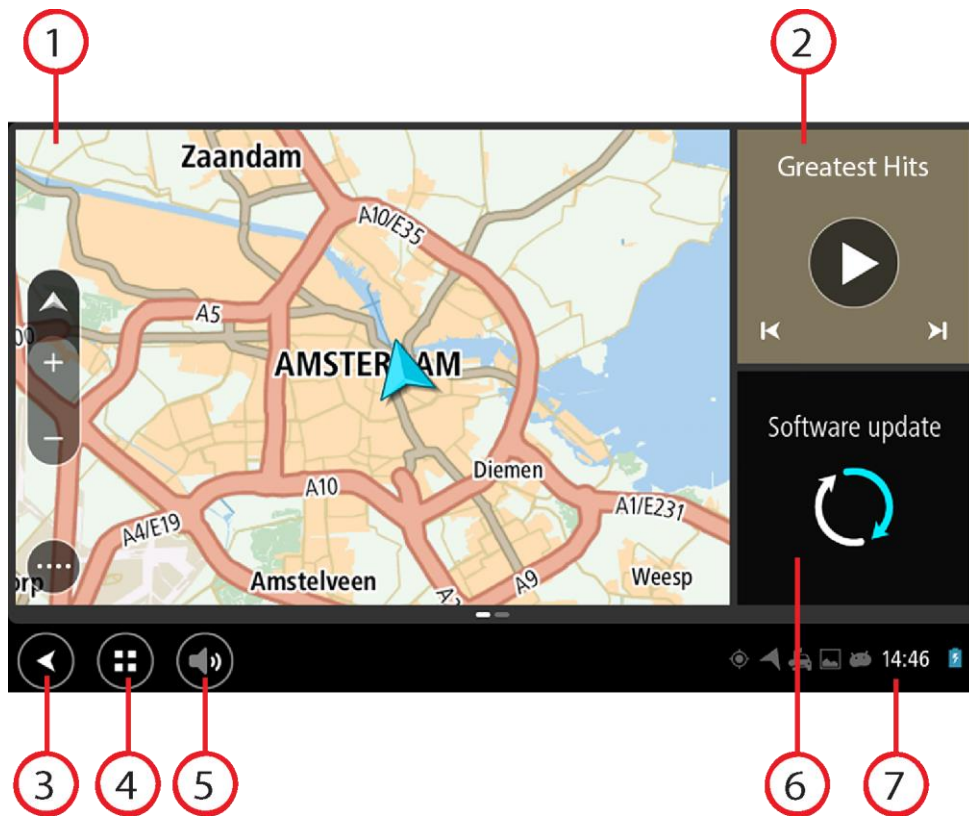 1
2
Zaandam
Greatest Hits
A10/E35
A5
00
+
AMSTERDAM
−
Software update
Diemen
A10
A1/E231
A4/E19
A9
Weesp
Amstelveen
14:46
3
4
5
6
7